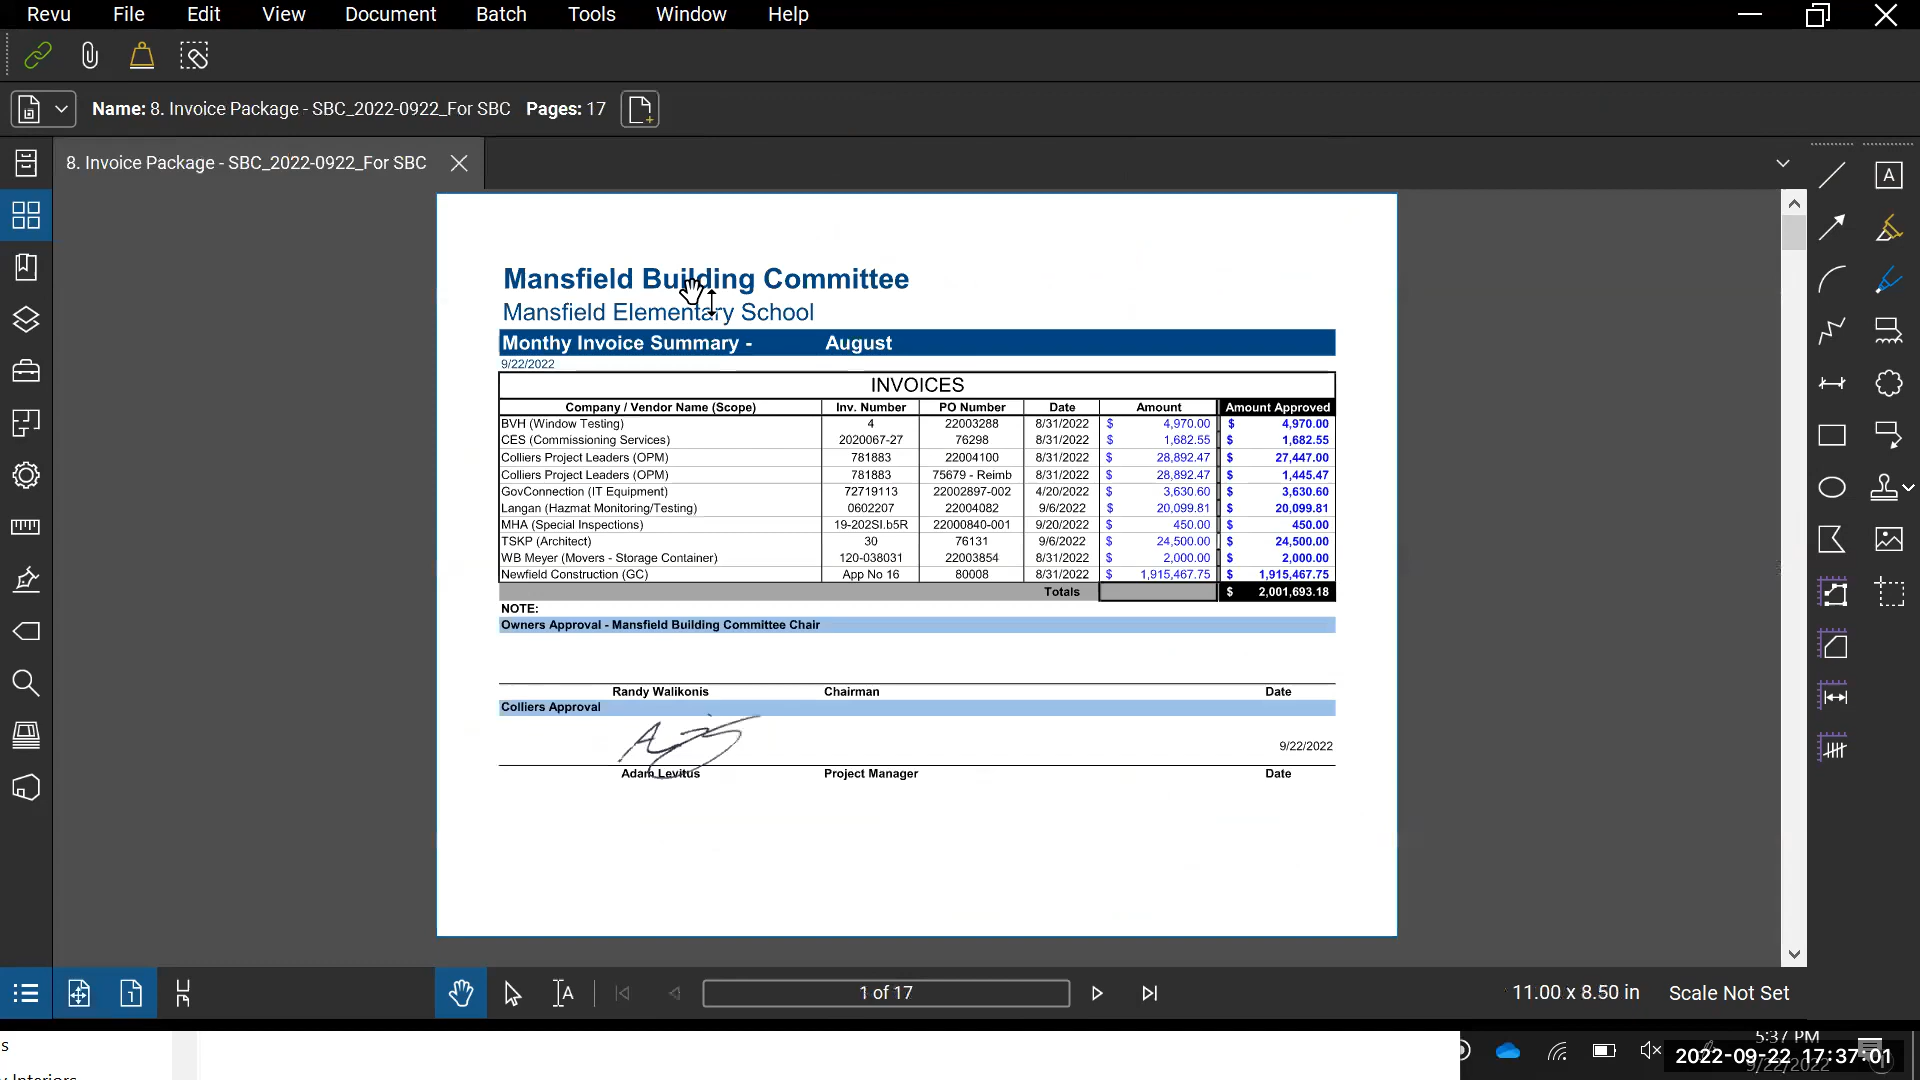 Revu File Edit View Document Batch Tools Window Help
Name: 8. Invoice Package - SBC_2022-0922_For SBC Pages: 17
8. Invoice Package - SBC_2022-0922_For SBC
Mansfield Building Committee
Mansfield Elementary School
Monthy Invoice Summary - August
9/22/2022
INVOICES
Company / Vendor Name (Scope) Inv. Number PO Number Date Amount Amount Approved
BVH (Window Testing) 4 22003288 8/31/2022 $ 4,970.00 $ 4,970.00
CES (Commissioning Services) 2020067-27 76298 8/31/2022 $ 1,682.55 $ 1,682.55
Colliers Project Leaders (OPM) 781883 22004100 8/31/2022 $ 28,892.47 $ 27,447.00
Colliers Project Leaders (OPM) 781883 75679 - Reimb 8/31/2022 $ 28,892.47 $ 1,445.47
GovConnection (IT Equipment) 72719113 22002897-002 4/20/2022 $ 3,630.60 $ 3,630.60
Langan (Hazmat Monitoring/Testing) 0602207 22004082 9/6/2022 $ 20,099.81 $ 20,099.81
MHA (Special Inspections) 19-202SI.b5R 22000840-001 9/20/2022 $ 450.00 $ 450.00
TSKP (Architect) 30 76131 9/6/2022 $ 24,500.00 $ 24,500.00
WB Meyer (Movers - Storage Container) 120-038031 22003854 8/31/2022 $ 2,000.00 $ 2,000.00
Newfield Construction (GC) App No 16 80008 8/31/2022 $ 1,915,467.75 $ 1,915,467.75
Totals $ 2,001,693.18
NOTE:
Owners Approval - Mansfield Building Committee Chair
Randy Walikonis Chairman Date
Colliers Approval
9/22/2022
Adam Levitus Project Manager Date
1 of 17
11.00 x 8.50 in Scale Not Set
5:37 PM
2022-09-22 17:37:01
9/22/2022